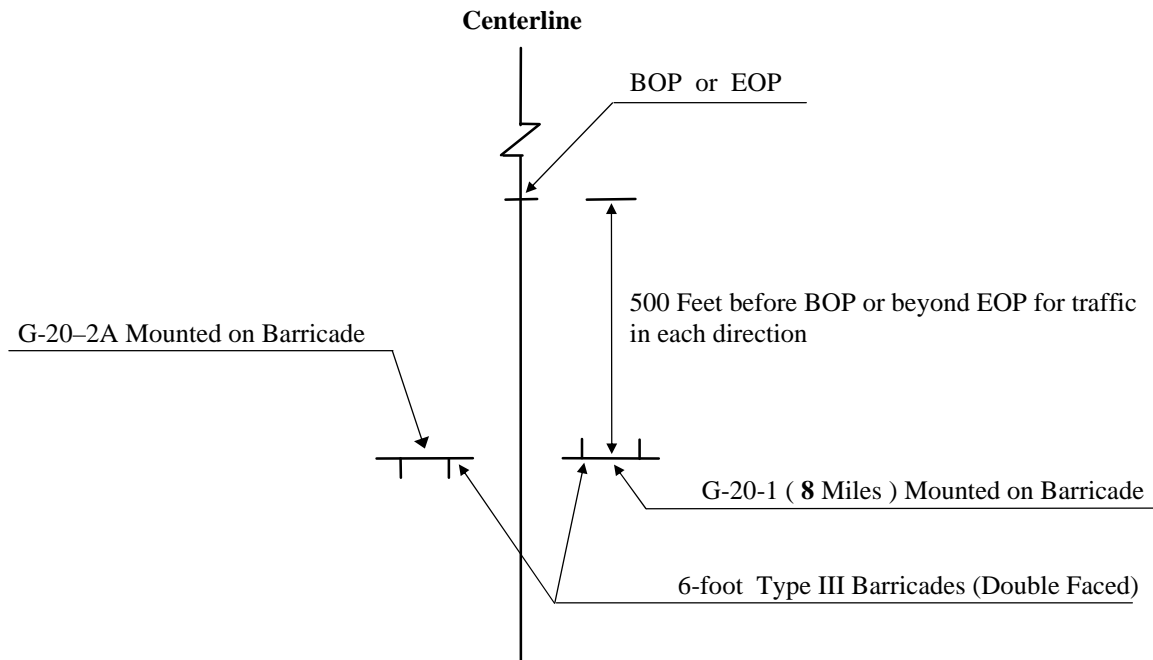 Centerline
BOP or EOP
500 Feet before BOP or beyond EOP for traffic
in each direction
G-20–2A Mounted on Barricade
G-20-1 ( 8 Miles ) Mounted on Barricade
6-foot Type III Barricades (Double Faced)